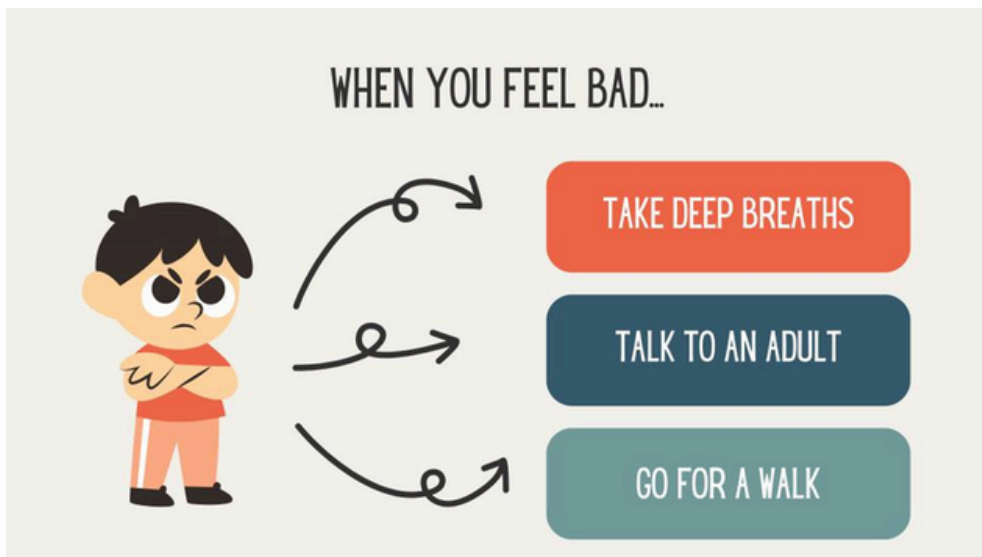 WHEN YOU FEEL BAD...
TAKE DEEP BREATHS
TALK TO AN ADULT
GO FOR A WALK